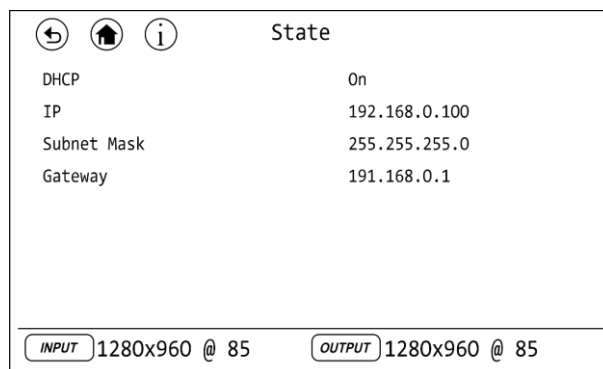 State
DHCP On
IP 192.168.0.100
Subnet Mask 255.255.255.0
Gateway 191.168.0.1
INPUT 1280x960 @ 85 OUTPUT 1280x960 @ 85